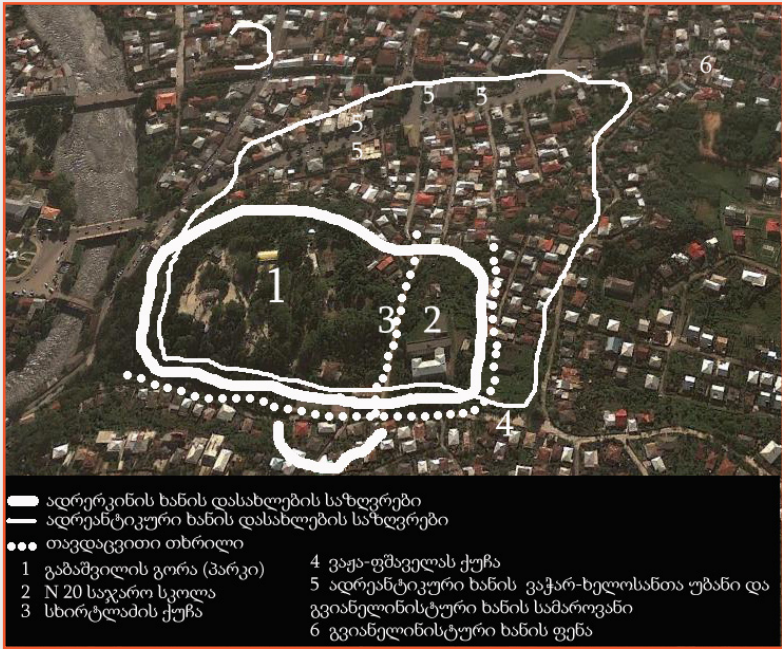 6
5 5
5
5
1
3 2
4
ადრერკინის ხანის დასახლების საზღვრები
ადრეანტიკური ხანის დასახლების საზღვრები
თავდაცვითი თხრილი
1 გაბაშვილის გორა (პარკი)
2 N 20 საჯარო სკოლა
3 სხირტლაძის ქუჩა
4 ვაჟა-ფშაველას ქუჩა
5 ადრეანტიკური ხანის ვაჭარ-ხელოსანთა უბანი და
გვიანელინისტური ხანის სამაროვანი
6 გვიანელინისტური ხანის ფენა